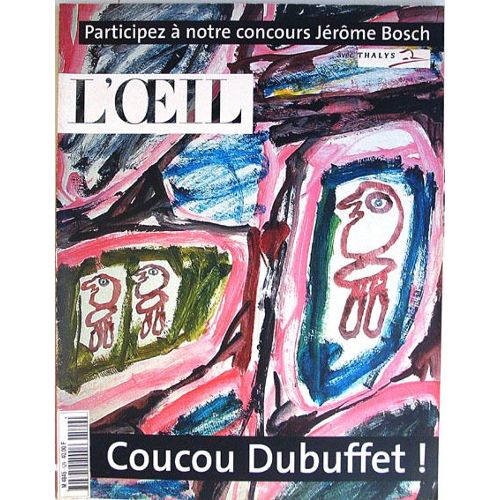 Participez à notre concours Jérôme Bosch
avec THALYS
L'ŒIL
Coucou Dubuffet !